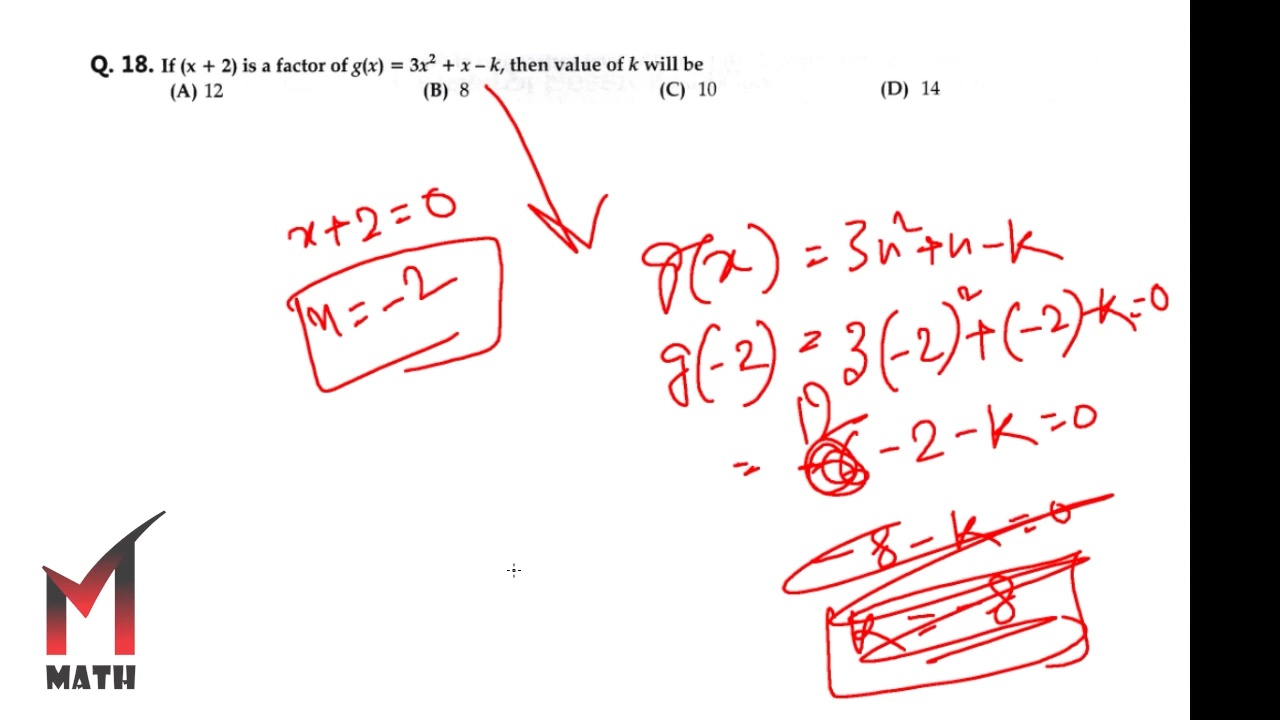 Q. 18. If (x + 2) is a factor of g(x) = 3x² + x – k, then value of k will be
(A) 12 (B) 8 (C) 10 (D) 14
x+2=0
x=-2
g(x) = 3x²+x-k
g(-2) = 3(-2)²+(-2)-k=0
= 12 -2-k=0
-8-k=0
k=-8
MATH